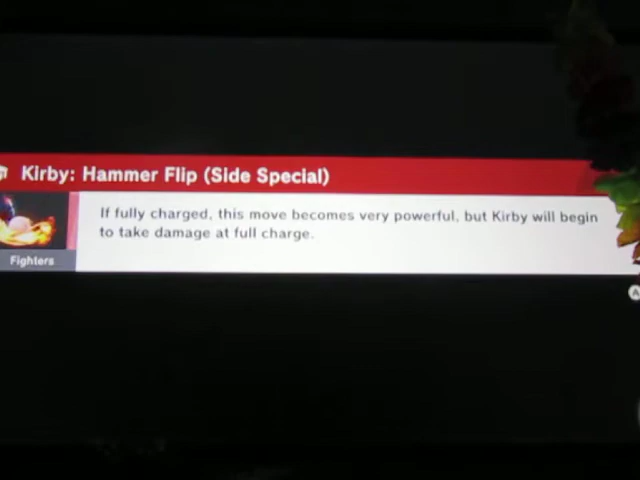 Kirby: Hammer Flip (Side Special)
If fully charged, this move becomes very powerful, but Kirby will begin
to take damage at full charge.
Fighters
A